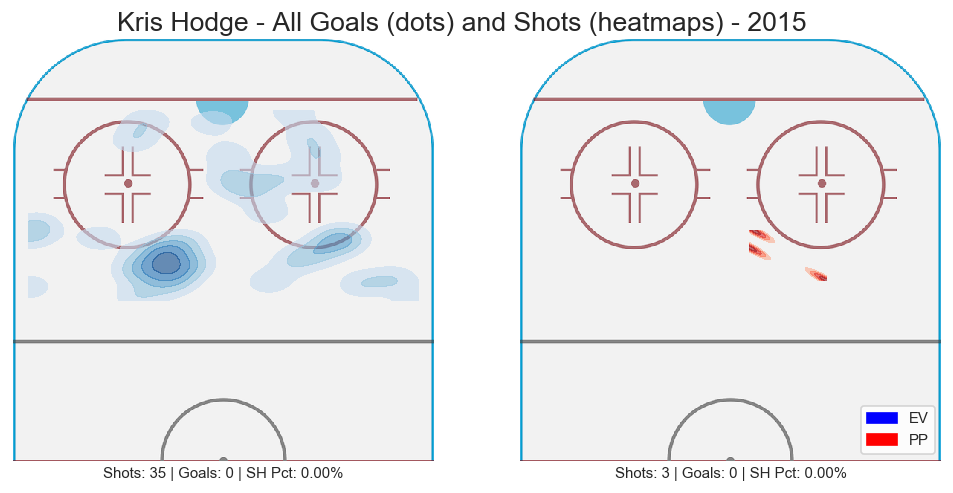 Kris Hodge - All Goals (dots) and Shots (heatmaps) - 2015
EV
PP
Shots: 35 | Goals: 0 | SH Pct: 0.00%
Shots: 3 | Goals: 0 | SH Pct: 0.00%